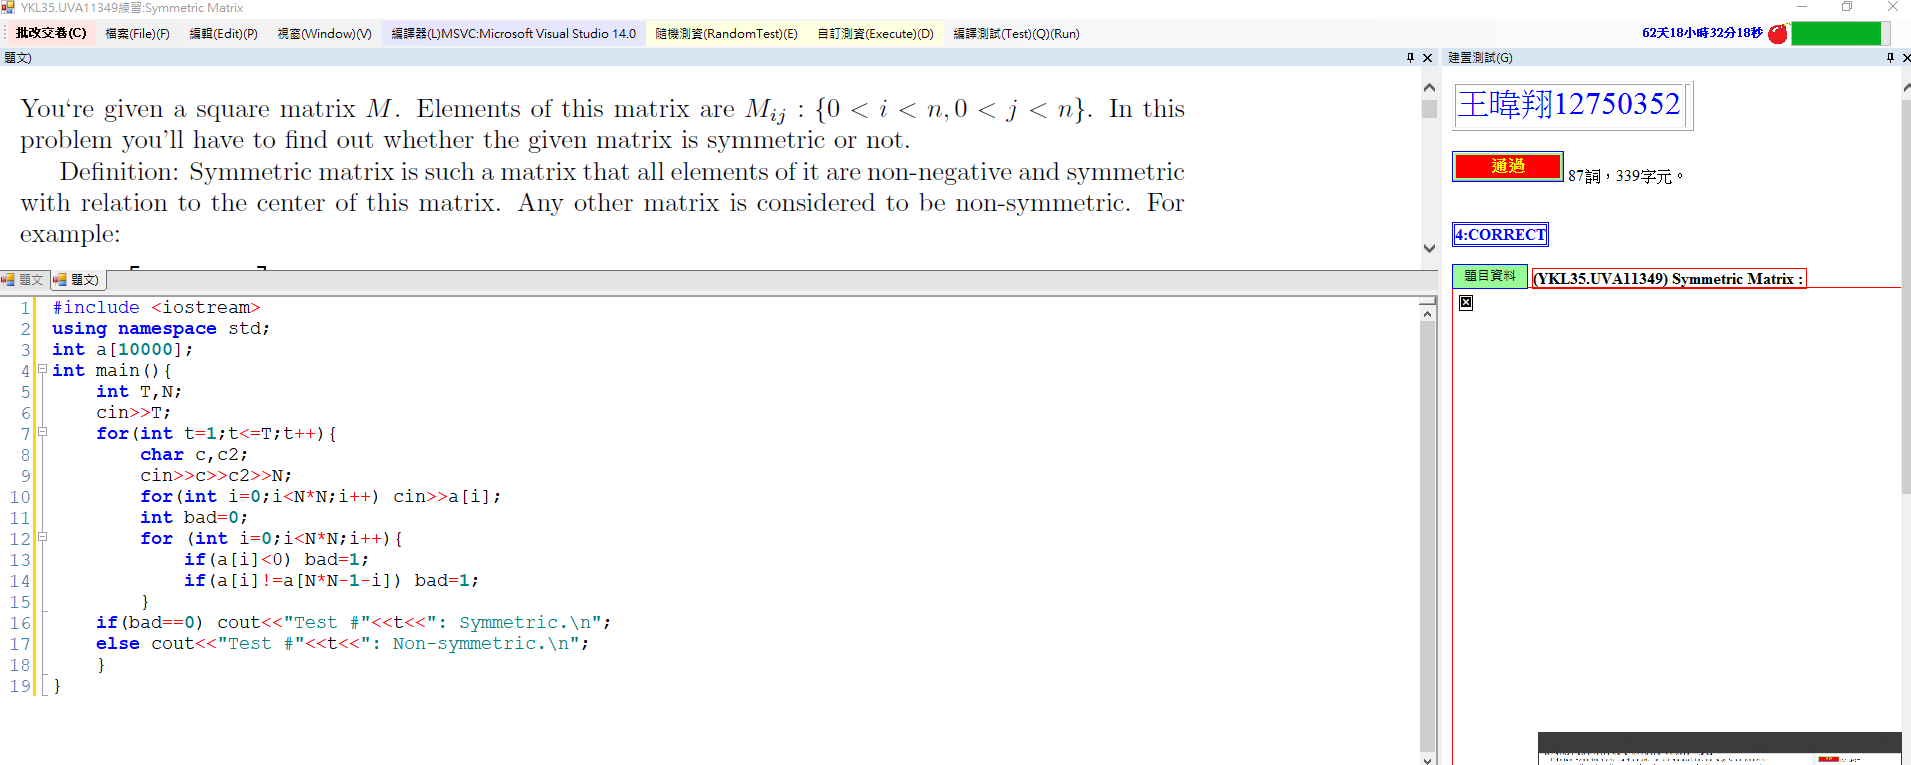 YKL35.UVA11349練習:Symmetric Matrix
批改交卷(C) 檔案(File)(F) 編輯(Edit)(P) 視窗(Window)(V) 編譯器(L)MSVC:Microsoft Visual Studio 14.0 隨機測資(RandomTest)(E) 自訂測資(Execute)(D) 編譯測試(Test)(Q)(Run) 62天18小時32分18秒
題文)
You‘re given a square matrix M. Elements of this matrix are Mij : {0 < i < n, 0 < j < n}. In this
problem you’ll have to find out whether the given matrix is symmetric or not.
Definition: Symmetric matrix is such a matrix that all elements of it are non-negative and symmetric
with relation to the center of this matrix. Any other matrix is considered to be non-symmetric. For
example:
題文 題文)
1 #include <iostream>
2 using namespace std;
3 int a[10000];
4 int main(){
5     int T,N;
6     cin>>T;
7     for(int t=1;t<=T;t++){
8         char c,c2;
9         cin>>c>>c2>>N;
10         for(int i=0;i<N*N;i++) cin>>a[i];
11         int bad=0;
12         for (int i=0;i<N*N;i++){
13             if(a[i]<0) bad=1;
14             if(a[i]!=a[N*N-1-i]) bad=1;
15         }
16     if(bad==0) cout<<"Test #"<<t<<": Symmetric.\n";
17     else cout<<"Test #"<<t<<": Non-symmetric.\n";
18     }
19 }
建置測試(G)
王暐翔12750352
通過 87詞，339字元。
4:CORRECT
題目資料 (YKL35.UVA11349) Symmetric Matrix :